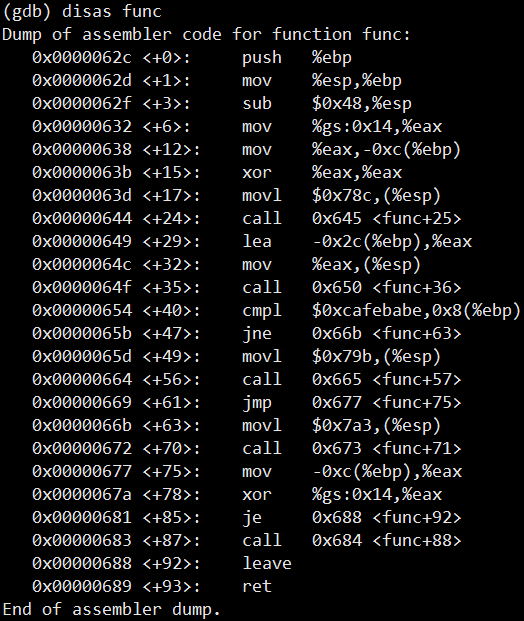 (gdb) disas func
Dump of assembler code for function func:
   0x0000062c <+0>:     push   %ebp
   0x0000062d <+1>:     mov    %esp,%ebp
   0x0000062f <+3>:     sub    $0x48,%esp
   0x00000632 <+6>:     mov    %gs:0x14,%eax
   0x00000638 <+12>:    mov    %eax,-0xc(%ebp)
   0x0000063b <+15>:    xor    %eax,%eax
   0x0000063d <+17>:    movl   $0x78c,(%esp)
   0x00000644 <+24>:    call   0x645 <func+25>
   0x00000649 <+29>:    lea    -0x2c(%ebp),%eax
   0x0000064c <+32>:    mov    %eax,(%esp)
   0x0000064f <+35>:    call   0x650 <func+36>
   0x00000654 <+40>:    cmpl   $0xcafebabe,0x8(%ebp)
   0x0000065b <+47>:    jne    0x66b <func+63>
   0x0000065d <+49>:    movl   $0x79b,(%esp)
   0x00000664 <+56>:    call   0x665 <func+57>
   0x00000669 <+61>:    jmp    0x677 <func+75>
   0x0000066b <+63>:    movl   $0x7a3,(%esp)
   0x00000672 <+70>:    call   0x673 <func+71>
   0x00000677 <+75>:    mov    -0xc(%ebp),%eax
   0x0000067a <+78>:    xor    %gs:0x14,%eax
   0x00000681 <+85>:    je     0x688 <func+92>
   0x00000683 <+87>:    call   0x684 <func+88>
   0x00000688 <+92>:    leave
   0x00000689 <+93>:    ret
End of assembler dump.